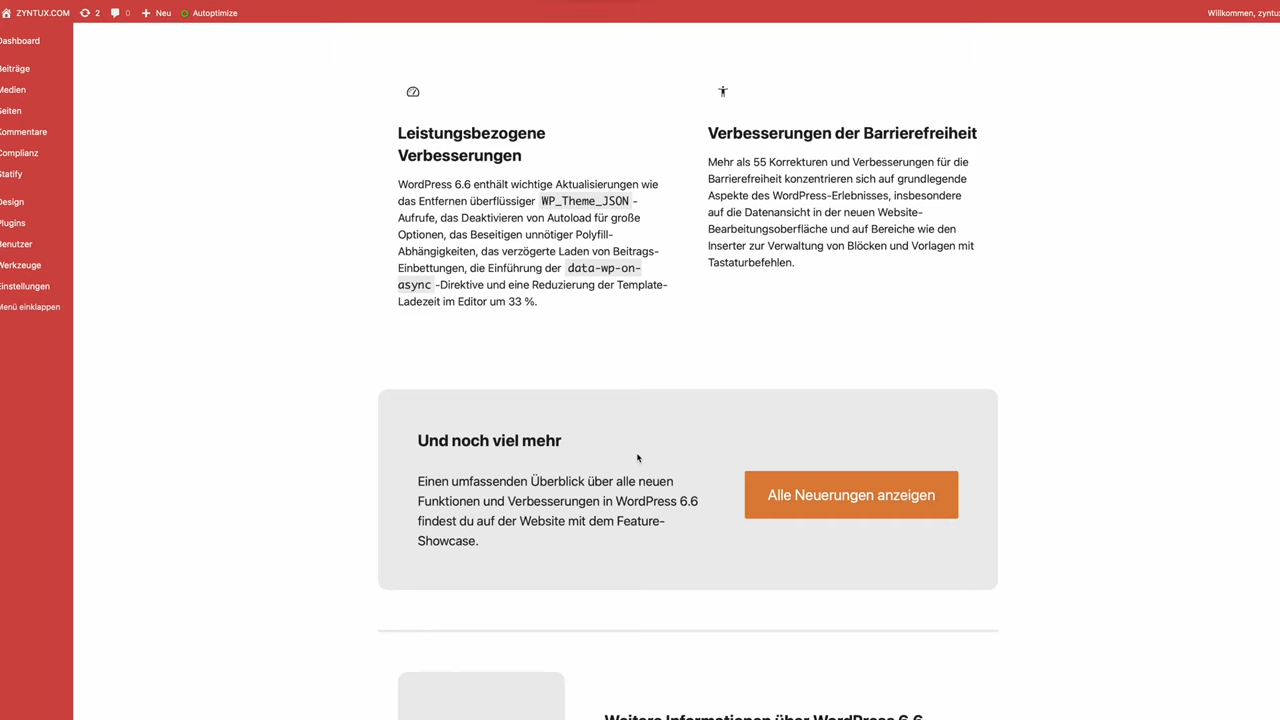 ZYNTUX.COM 2 0 Neu Autoptimize Willkommen, zyntu
Dashboard
Beiträge
Medien
Seiten
Kommentare
Complianz
Statify
Design
Plugins
Benutzer
Werkzeuge
Einstellungen
Menü einklappen
Leistungsbezogene
Verbesserungen
WordPress 6.6 enthält wichtige Aktualisierungen wie
das Entfernen überflüssiger WP_Theme_JSON -
Aufrufe, das Deaktivieren von Autoload für große
Optionen, das Beseitigen unnötiger Polyfill-
Abhängigkeiten, das verzögerte Laden von Beitrags-
Einbettungen, die Einführung der data-wp-on-
async -Direktive und eine Reduzierung der Template-
Ladezeit im Editor um 33 %.
Verbesserungen der Barrierefreiheit
Mehr als 55 Korrekturen und Verbesserungen für die
Barrierefreiheit konzentrieren sich auf grundlegende
Aspekte des WordPress-Erlebnisses, insbesondere
auf die Datenansicht in der neuen Website-
Bearbeitungsoberfläche und auf Bereiche wie den
Inserter zur Verwaltung von Blöcken und Vorlagen mit
Tastaturbefehlen.
Und noch viel mehr
Einen umfassenden Überblick über alle neuen
Funktionen und Verbesserungen in WordPress 6.6
findest du auf der Website mit dem Feature-
Showcase.
Alle Neuerungen anzeigen
Weitere Informationen über WordPress 6.6